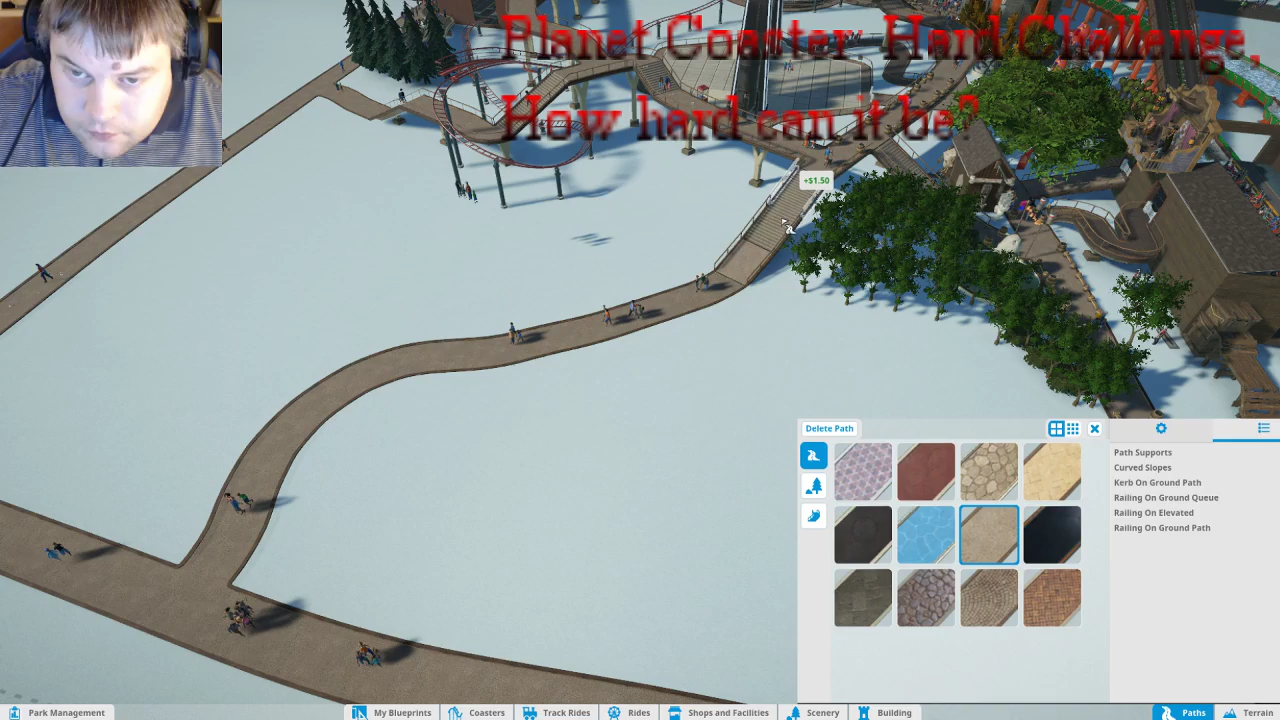 Planet Coaster Hard Challenge,
How hard can it be?
+$1.50
Delete Path
Path Supports
Curved Slopes
Kerb On Ground Path
Railing On Ground Queue
Railing On Elevated
Railing On Ground Path
Park Management
My Blueprints
Coasters
Track Rides
Rides
Shops and Facilities
Scenery
Building
Paths
Terrain